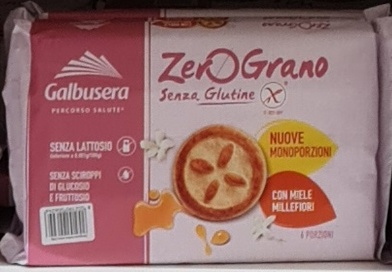 Galbusera
PERCORSO SALUTE
ZeroGrano
Senza Glutine
SENZA LATTOSIO
SENZA SCIROPPI
DI GLUCOSIO
E FRUTTOSIO
NUOVE
MONOPORZIONI
CON MIELE
MILLEFIORI
PORZIONI